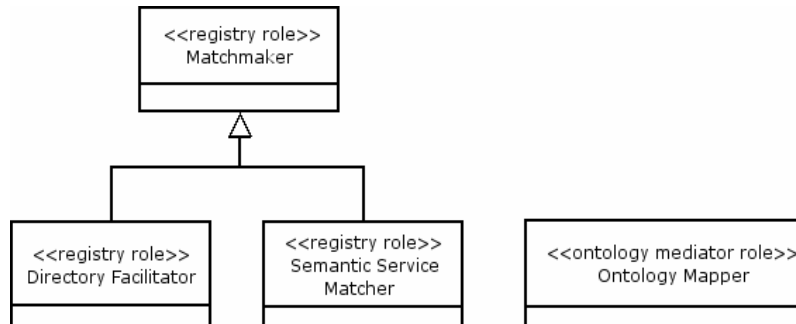 <<registry role>>
Matchmaker
<<registry role>>
Directory Facilitator
<<registry role>>
Semantic Service
Matcher
<<ontology mediator role>>
Ontology Mapper